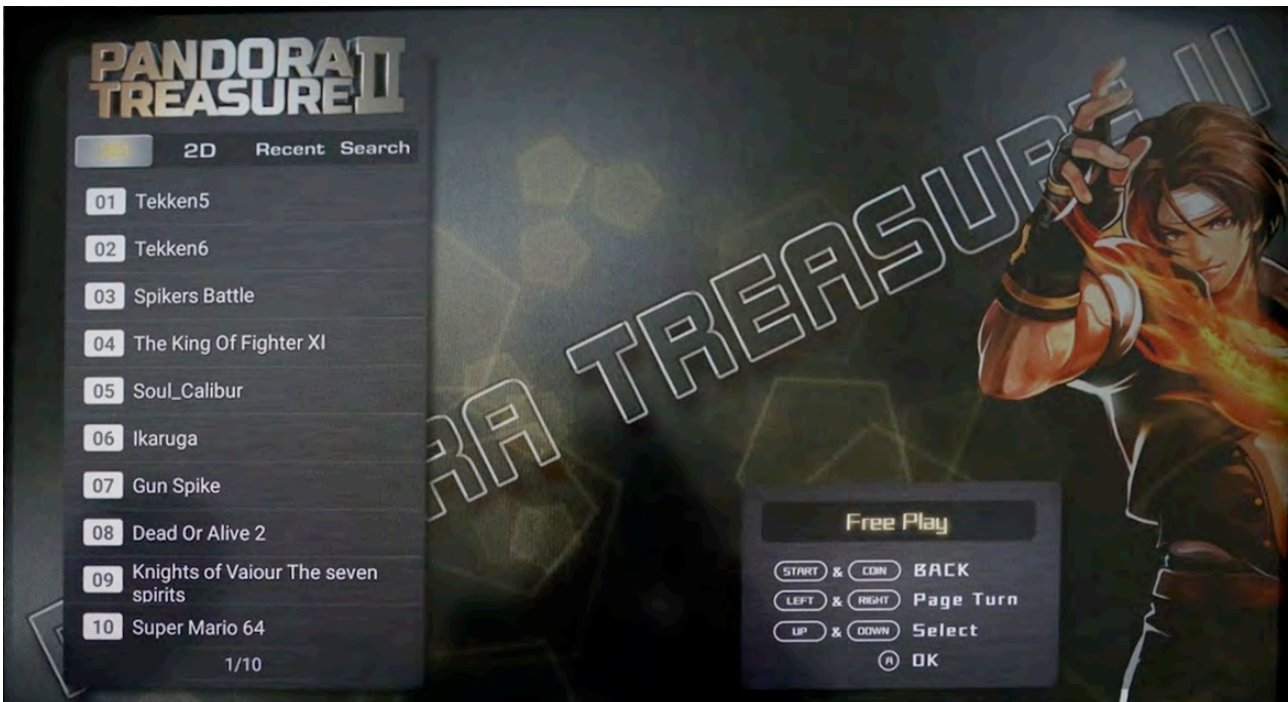 PANDORA
TREASURE II
2D Recent Search
01 Tekken5
02 Tekken6
03 Spikers Battle
04 The King Of Fighter XI
05 Soul_Calibur
06 Ikaruga
07 Gun Spike
08 Dead Or Alive 2
09 Knights of Vaiour The seven
spirits
10 Super Mario 64
1/10
RA TREASURE II
Free Play
START & COIN BACK
LEFT & RIGHT Page Turn
UP & DOWN Select
A OK